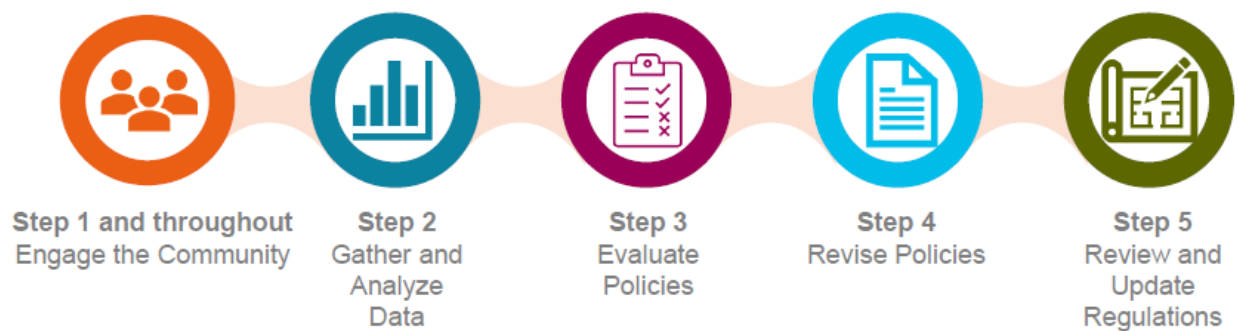 Step 1 and throughout
Engage the Community
Step 2
Gather and
Analyze
Data
Step 3
Evaluate
Policies
Step 4
Revise Policies
Step 5
Review and
Update
Regulations